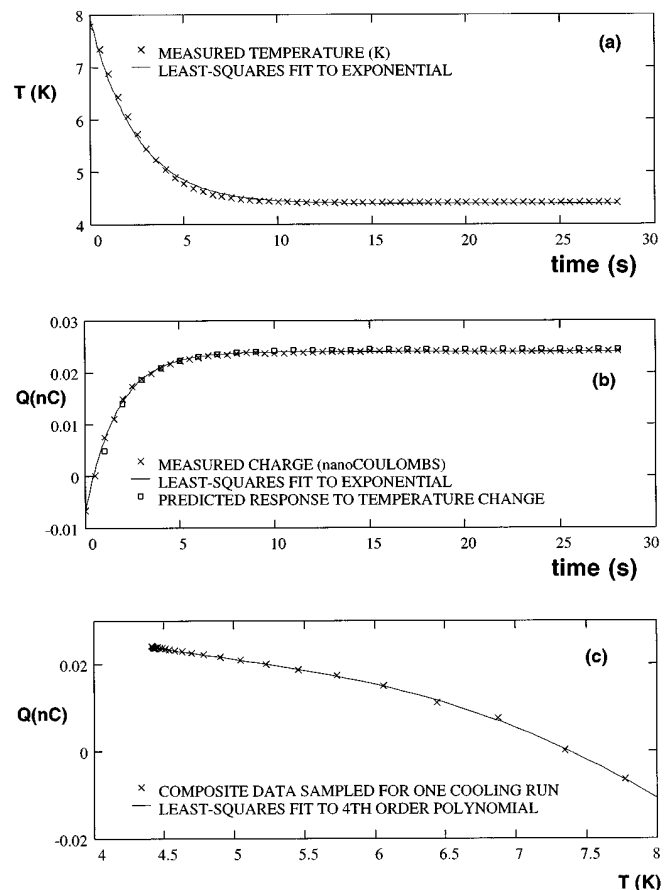 8
(a)
× MEASURED TEMPERATURE (K)
LEAST-SQUARES FIT TO EXPONENTIAL
7
T (K)
6
5
4
0 5 10 15 20 25 30
time (s)
0.03
0.02
(b)
Q(nC)
0.01
× MEASURED CHARGE (nanoCOULOMBS)
LEAST-SQUARES FIT TO EXPONENTIAL
0
PREDICTED RESPONSE TO TEMPERATURE CHANGE
-0.01
0 5 10 15 20 25 30
time (s)
(c)
0.02
Q(nC)
0
× COMPOSITE DATA SAMPLED FOR ONE COOLING RUN
LEAST-SQUARES FIT TO 4TH ORDER POLYNOMIAL
-0.02
4 4.5 5 5.5 6 6.5 7 7.5 8
T (K)